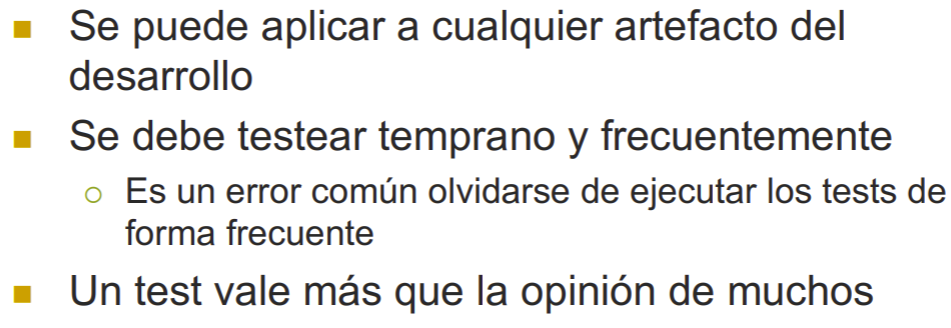 Se puede aplicar a cualquier artefacto del
desarrollo
Se debe testear temprano y frecuentemente
Es un error común olvidarse de ejecutar los tests de
forma frecuente
Un test vale más que la opinión de muchos